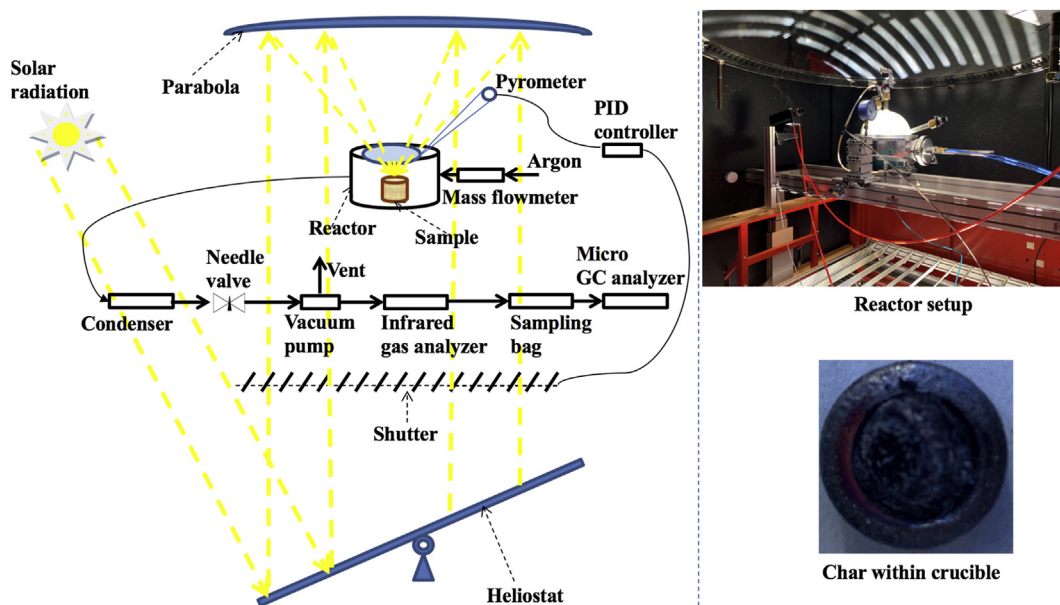 Solar
radiation
Parabola
Pyrometer
PID
controller
Argon
Mass flowmeter
Reactor
Sample
Needle
valve
Vent
Micro
GC analyzer
Condenser
Vacuum
pump
Infrared
gas analyzer
Sampling
bag
Shutter
Heliostat
Reactor setup
Char within crucible